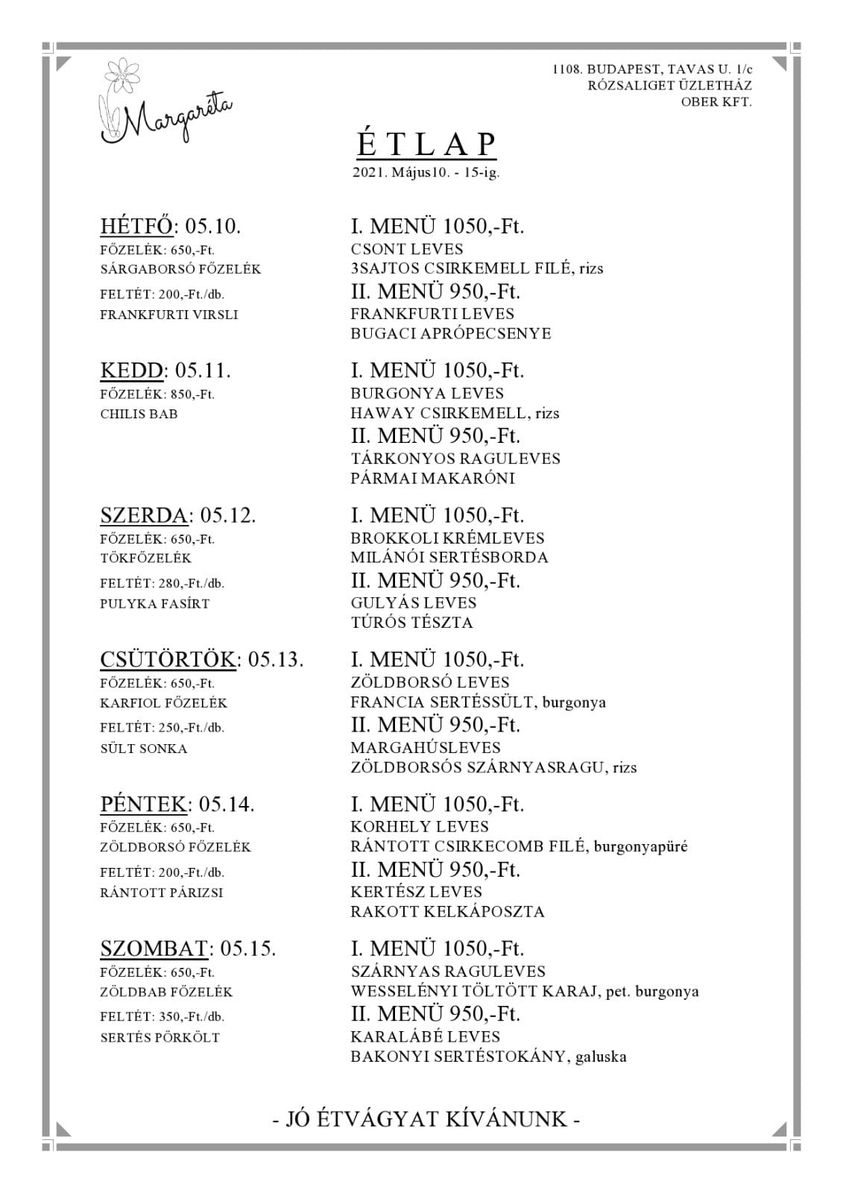 Margaréta
1108. BUDAPEST, TAVAS U. 1/c
RÓZSALIGET ÜZLETHÁZ
OBER KFT.
ÉTLAP
2021. Május10. - 15-ig.
HÉTFŐ: 05.10.
FŐZELÉK: 650,-Ft.
SÁRGABORSÓ FŐZELÉK
FELTÉT: 200,-Ft./db.
FRANKFURTI VIRSLI
I. MENÜ 1050,-Ft.
CSONT LEVES
3SAJTOS CSIRKEMELL FILÉ, rizs
II. MENÜ 950,-Ft.
FRANKFURTI LEVES
BUGACI APRÓPECSENYE
KEDD: 05.11.
FŐZELÉK: 850,-Ft.
CHILIS BAB
I. MENÜ 1050,-Ft.
BURGONYA LEVES
HAWAY CSIRKEMELL, rizs
II. MENÜ 950,-Ft.
TÁRKONYOS RAGULEVES
PÁRMAI MAKARÓNI
SZERDA: 05.12.
FŐZELÉK: 650,-Ft.
TÖKFŐZELÉK
FELTÉT: 280,-Ft./db.
PULYKA FASÍRT
I. MENÜ 1050,-Ft.
BROKKOLI KRÉMLEVES
MILÁNÓI SERTÉSBORDA
II. MENÜ 950,-Ft.
GULYÁS LEVES
TÚRÓS TÉSZTA
CSÜTÖRTÖK: 05.13.
FŐZELÉK: 650,-Ft.
KARFIOL FŐZELÉK
FELTÉT: 250,-Ft./db.
SÜLT SONKA
I. MENÜ 1050,-Ft.
ZÖLDBORSÓ LEVES
FRANCIA SERTÉSSÜLT, burgonya
II. MENÜ 950,-Ft.
MARGAHÚSLEVES
ZÖLDBORSÓS SZÁRNYASRAGU, rizs
PÉNTEK: 05.14.
FŐZELÉK: 650,-Ft.
ZÖLDBORSÓ FŐZELÉK
FELTÉT: 200,-Ft./db.
RÁNTOTT PÁRIZSI
I. MENÜ 1050,-Ft.
KORHELY LEVES
RÁNTOTT CSIRKECOMB FILÉ, burgonyapüré
II. MENÜ 950,-Ft.
KERTÉSZ LEVES
RAKOTT KELKÁPOSZTA
SZOMBAT: 05.15.
FŐZELÉK: 650,-Ft.
ZÖLDBAB FŐZELÉK
FELTÉT: 350,-Ft./db.
SERTÉS PÖRKÖLT
I. MENÜ 1050,-Ft.
SZÁRNYAS RAGULEVES
WESSELÉNYI TÖLTÖTT KARAJ, pet. burgonya
II. MENÜ 950,-Ft.
KARALÁBÉ LEVES
BAKONYI SERTÉSTOKÁNY, galuska
- JÓ ÉTVÁGYAT KÍVÁNUNK -